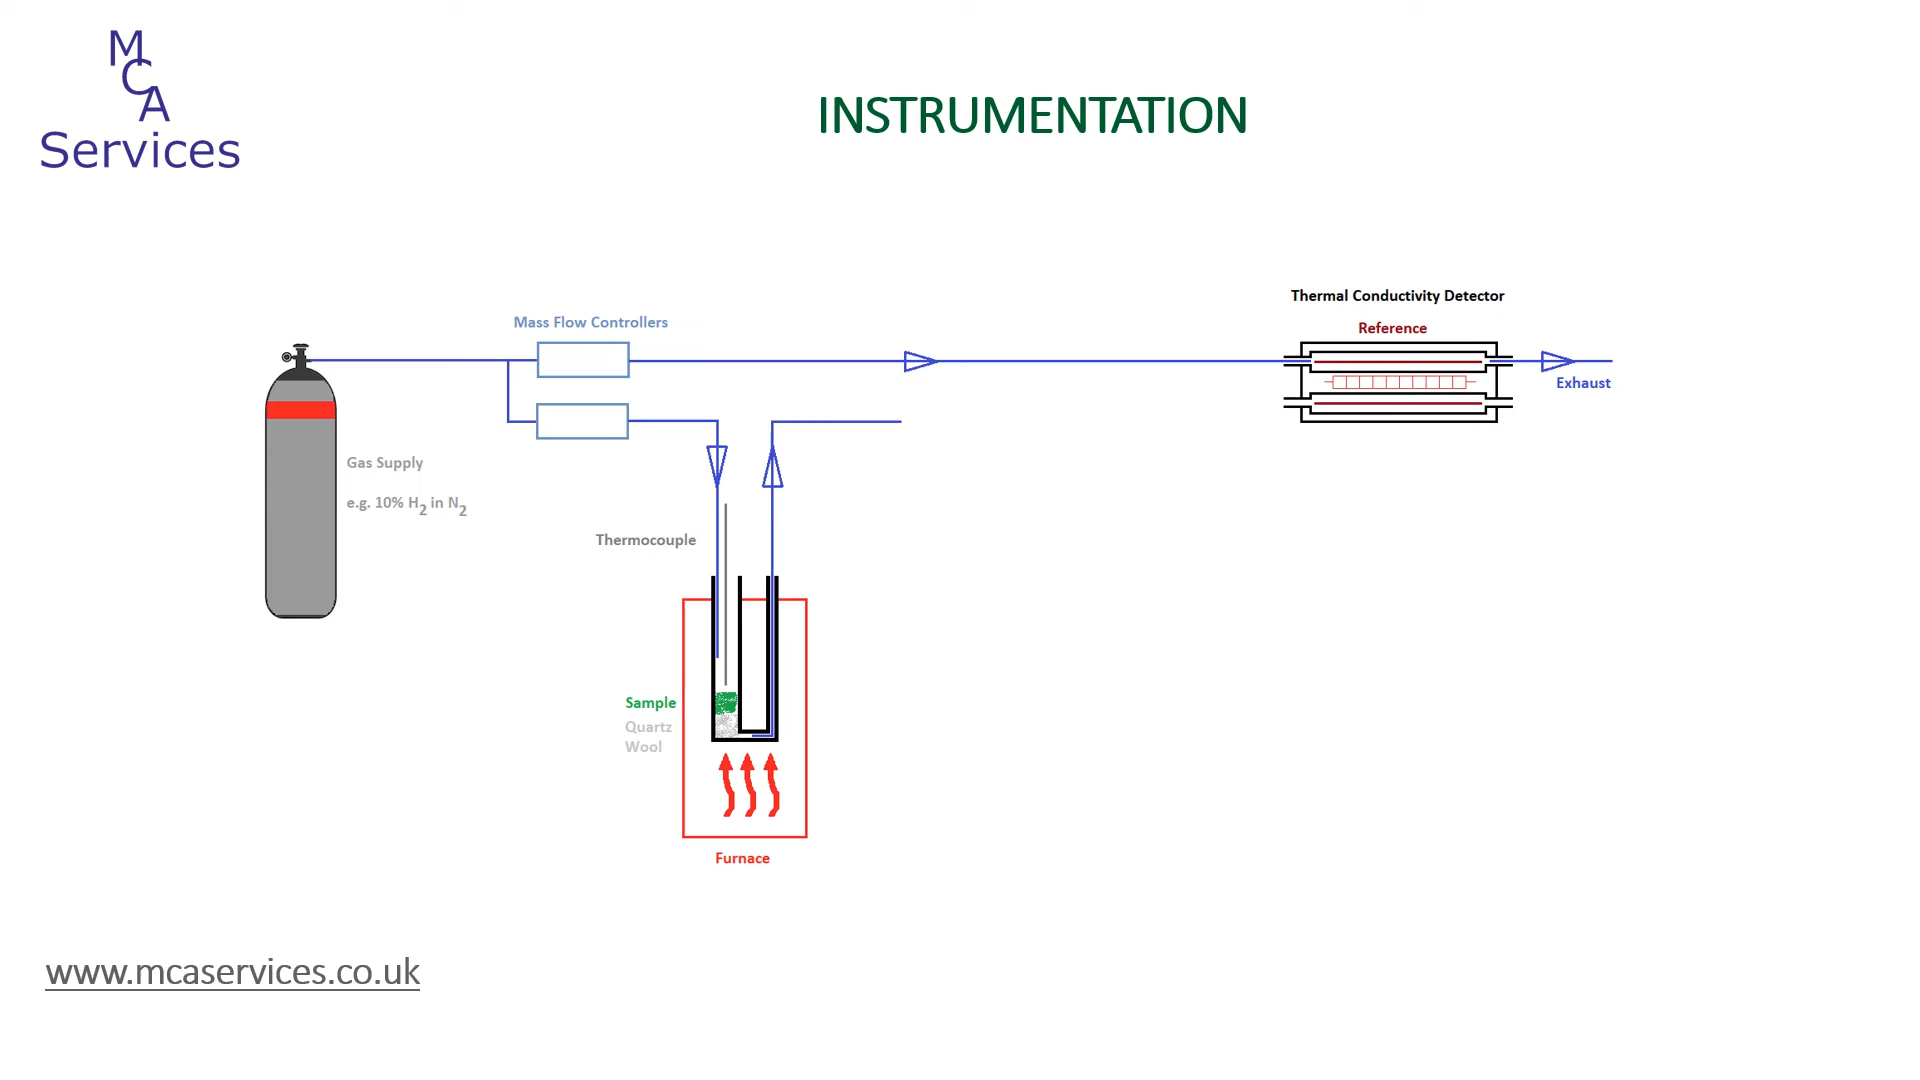 M
C
A
Services
INSTRUMENTATION
Thermal Conductivity Detector
Reference
Mass Flow Controllers
Exhaust
Gas Supply
e.g. 10% H2 in N2
Thermocouple
Sample
Quartz
Wool
Furnace
www.mcaservices.co.uk